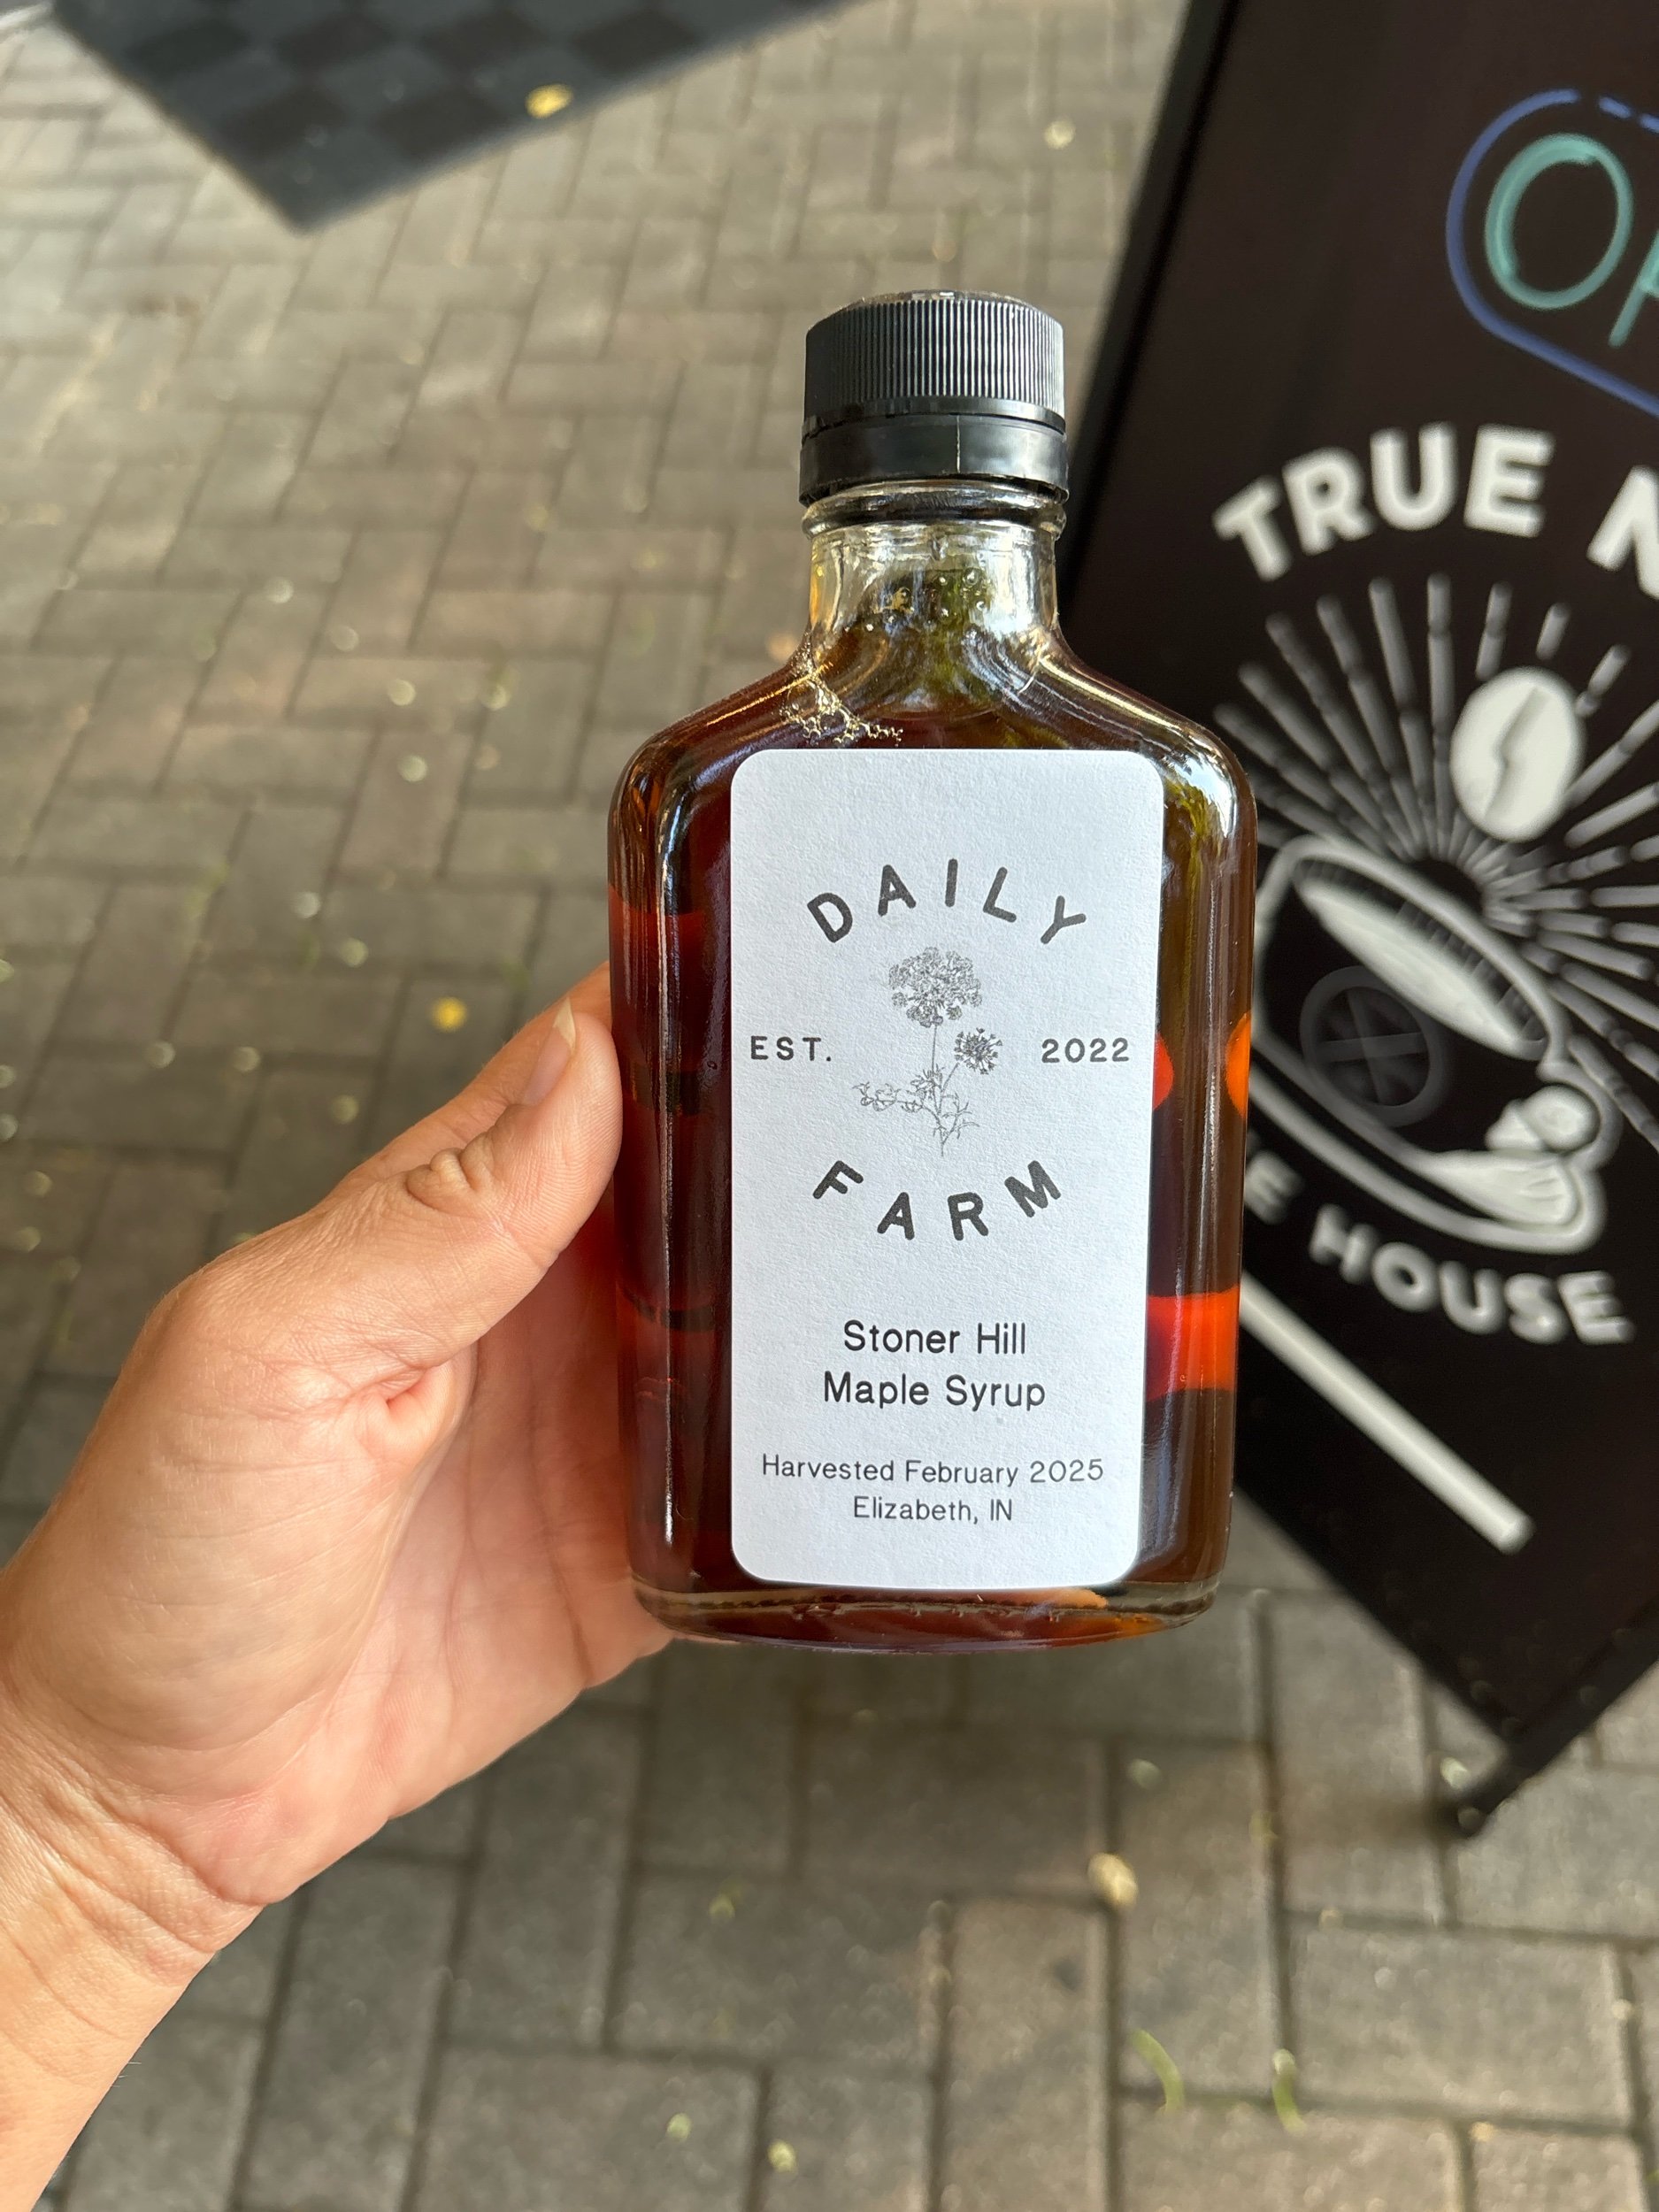 DAILY
EST. 2022
FARM
Stoner Hill
Maple Syrup
Harvested February 2025
Elizabeth, IN
TRUE
HOUSE